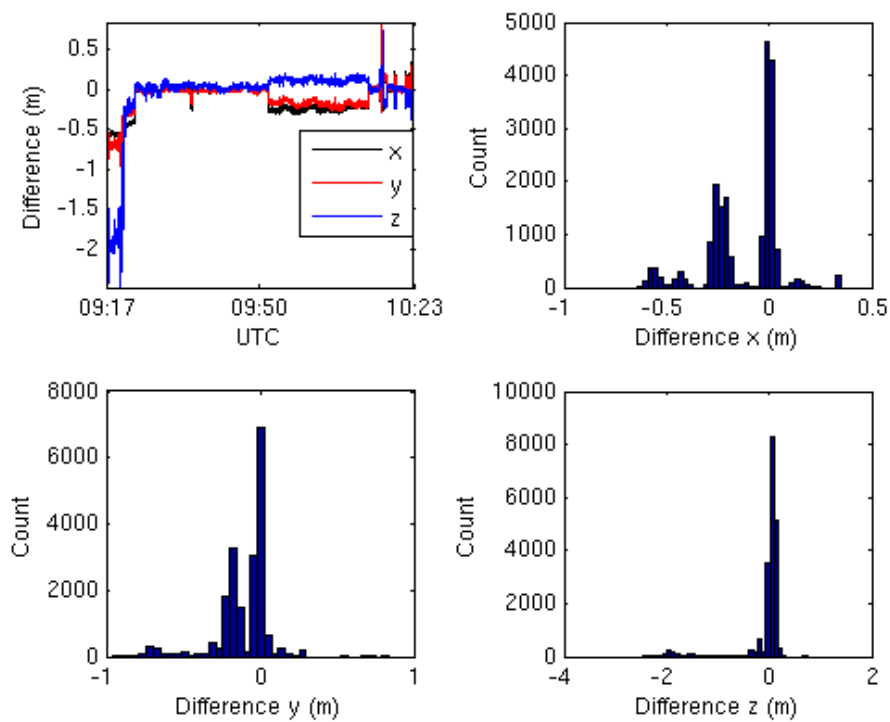 0.5
0
-0.5
-1
-1.5
-2
Difference (m)
x
y
z
09:17 09:50 10:23
UTC
5000
4000
3000
2000
1000
0
Count
-1 -0.5 0 0.5
Difference x (m)
8000
6000
4000
2000
0
Count
-1 0 1
Difference y (m)
10000
8000
6000
4000
2000
0
Count
-4 -2 0 2
Difference z (m)